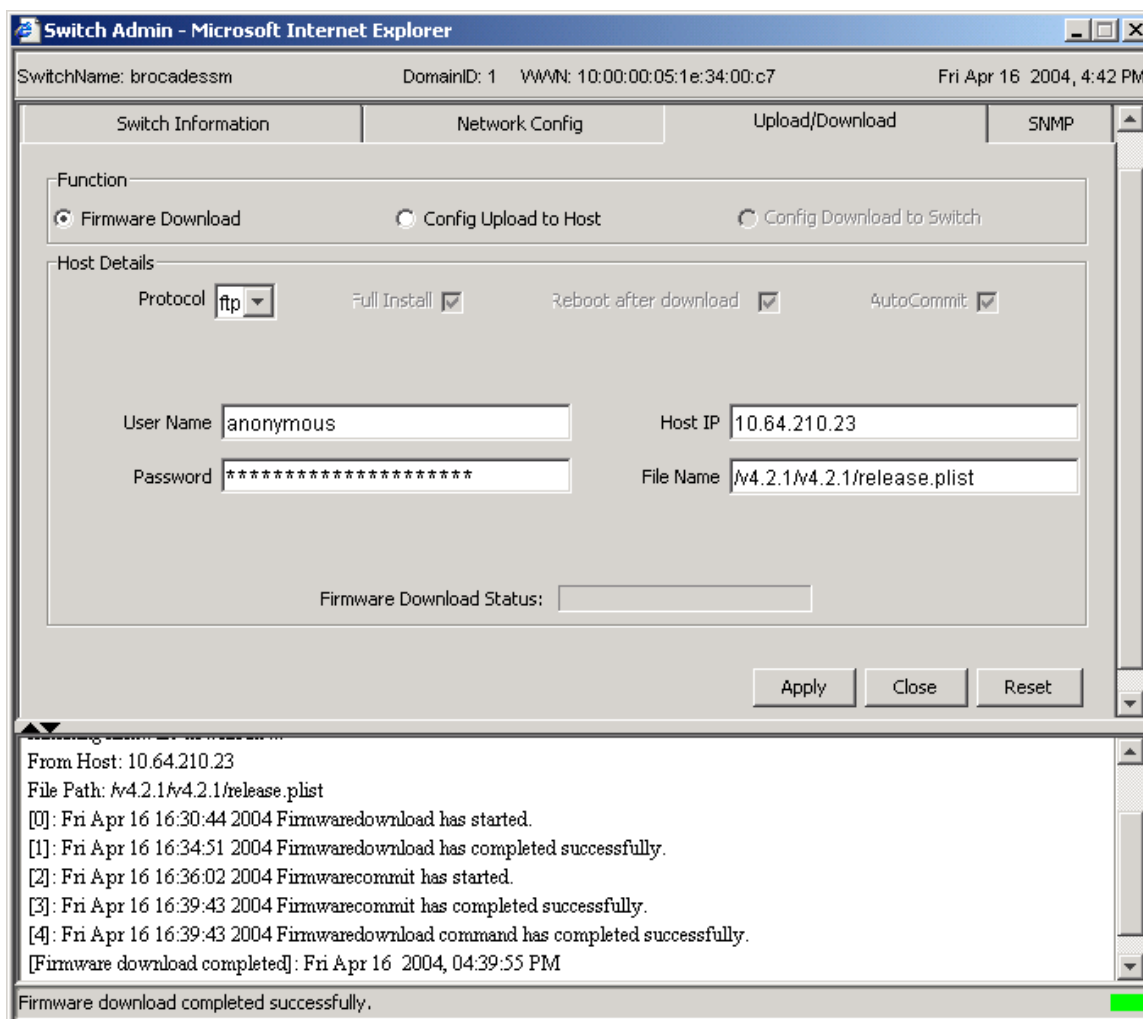 Switch Admin - Microsoft Internet Explorer
SwitchName: brocadessm DomainID: 1 WWN: 10:00:00:05:1e:34:00:c7 Fri Apr 16 2004, 4:42 PM
Switch Information Network Config Upload/Download SNMP
Function
Firmware Download Config Upload to Host Config Download to Switch
Host Details
Protocol ftp Full Install Reboot after download AutoCommit
User Name anonymous Host IP 10.64.210.23
Password ********************* File Name /v4.2.1/v4.2.1/release.plist
Firmware Download Status:
Apply Close Reset
From Host: 10.64.210.23
File Path: /v4.2.1/v4.2.1/release.plist
[0]: Fri Apr 16 16:30:44 2004 Firmwaredownload has started.
[1]: Fri Apr 16 16:34:51 2004 Firmwaredownload has completed successfully.
[2]: Fri Apr 16 16:36:02 2004 Firmwarecommit has started.
[3]: Fri Apr 16 16:39:43 2004 Firmwarecommit has completed successfully.
[4]: Fri Apr 16 16:39:43 2004 Firmwaredownload command has completed successfully.
[Firmware download completed]: Fri Apr 16 2004, 04:39:55 PM
Firmware download completed successfully.